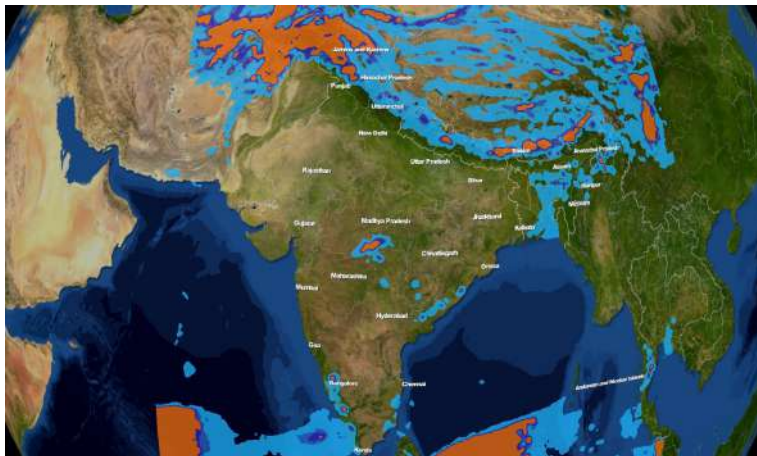 Jammu and Kashmir
Himachal Pradesh
Punjab
Uttaranchal
New Delhi
Sikkim
Arunachal Pradesh
Uttar Pradesh
Assam
Rajasthan
Bihar
Manipur
Mizoram
Gujarat
Madhya Pradesh
Jharkhand
Kolkata
Chhattisgarh
Orissa
Maharashtra
Mumbai
Hyderabad
Goa
Bangalore
Chennai
Andaman and Nicobar Islands
Kerala